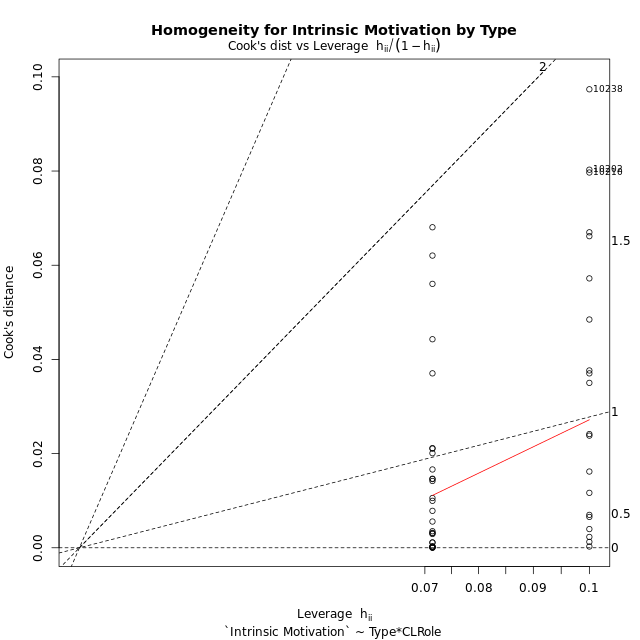 Homogeneity for Intrinsic Motivation by Type
Cook's dist vs Leverage hii/(1 − hii)
2
10238
10216
1.5
1
0.5
0
0.10
0.08
0.06
0.04
0.02
0.00
Cook's distance
0.07 0.08 0.09 0.1
Leverage hii
`Intrinsic Motivation` ~ Type*CLRole